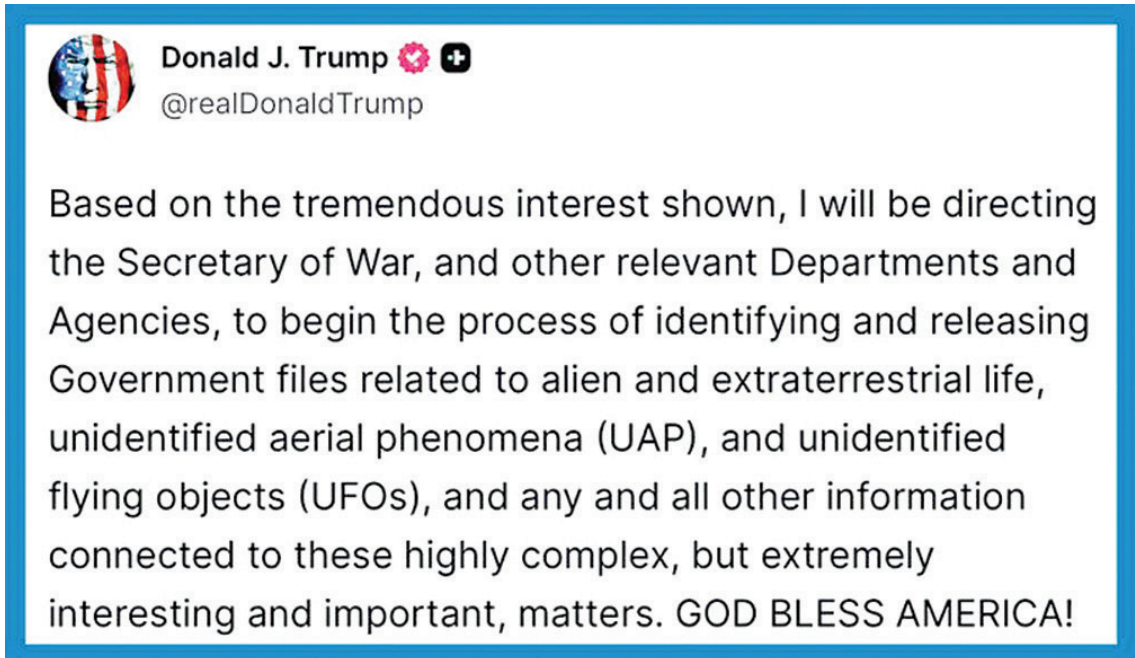 Donald J. Trump
@realDonaldTrump
Based on the tremendous interest shown, I will be directing
the Secretary of War, and other relevant Departments and
Agencies, to begin the process of identifying and releasing
Government files related to alien and extraterrestrial life,
unidentified aerial phenomena (UAP), and unidentified
flying objects (UFOs), and any and all other information
connected to these highly complex, but extremely
interesting and important, matters. GOD BLESS AMERICA!